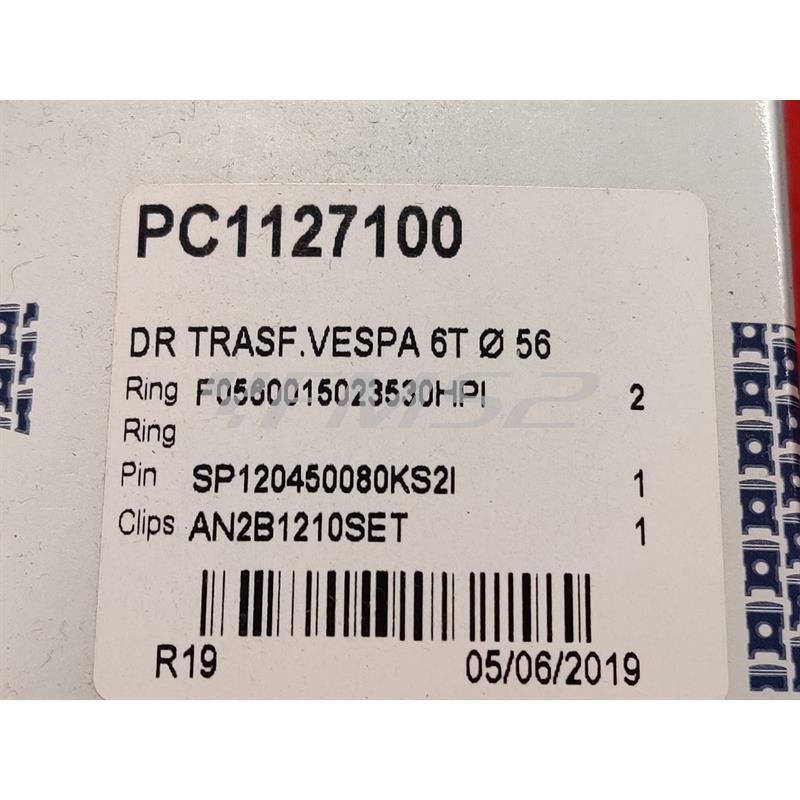 PC1127100
DR TRASF.VESPA 6T Ø 56
Ring F0560015023530HPI 2
Ring
Pin SP120450080KS2I 1
Clips AN2B1210SET 1
R19 05/06/2019